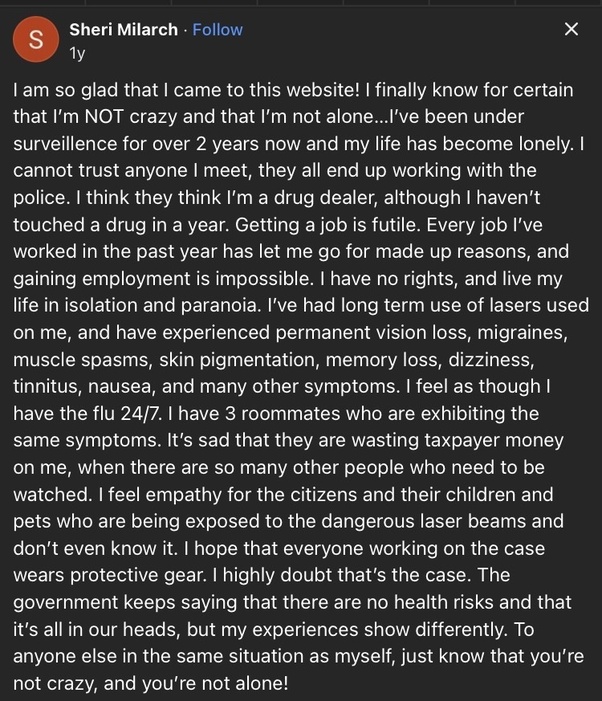 S
Sheri Milarch · Follow
1y
I am so glad that I came to this website! I finally know for certain
that I’m NOT crazy and that I’m not alone...I’ve been under
surveillence for over 2 years now and my life has become lonely. I
cannot trust anyone I meet, they all end up working with the
police. I think they think I’m a drug dealer, although I haven’t
touched a drug in a year. Getting a job is futile. Every job I’ve
worked in the past year has let me go for made up reasons, and
gaining employment is impossible. I have no rights, and live my
life in isolation and paranoia. I’ve had long term use of lasers used
on me, and have experienced permanent vision loss, migraines,
muscle spasms, skin pigmentation, memory loss, dizziness,
tinnitus, nausea, and many other symptoms. I feel as though I
have the flu 24/7. I have 3 roommates who are exhibiting the
same symptoms. It’s sad that they are wasting taxpayer money
on me, when there are so many other people who need to be
watched. I feel empathy for the citizens and their children and
pets who are being exposed to the dangerous laser beams and
don’t even know it. I hope that everyone working on the case
wears protective gear. I highly doubt that’s the case. The
government keeps saying that there are no health risks and that
it’s all in our heads, but my experiences show differently. To
anyone else in the same situation as myself, just know that you’re
not crazy, and you’re not alone!